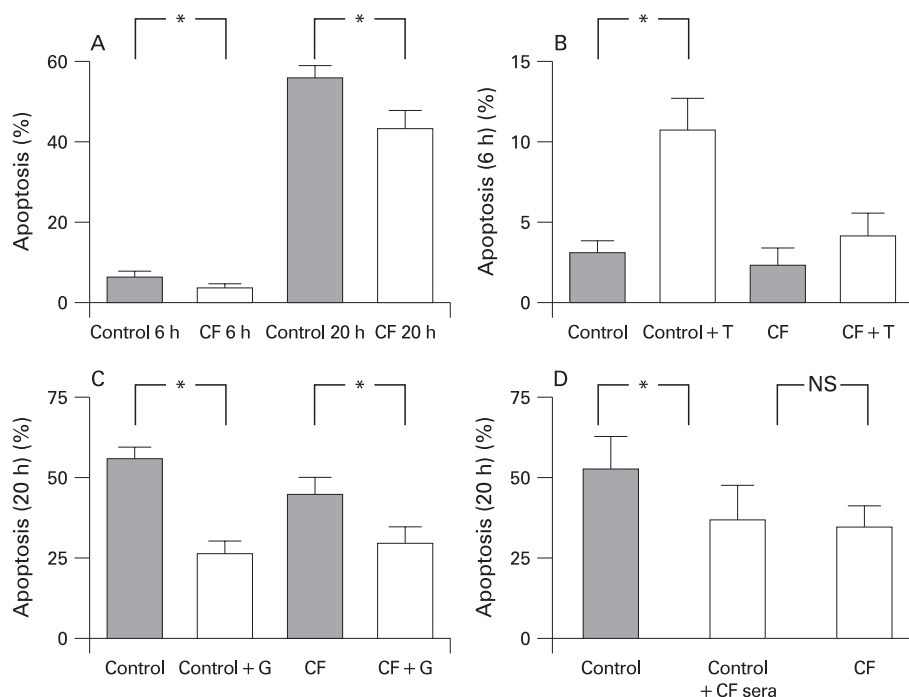 A
* *
Apoptosis (%)
60
40
20
0
Control 6 h CF 6 h Control 20 h CF 20 h
B
*
Apoptosis (6 h) (%)
15
10
5
0
Control Control + T CF CF + T
C
* *
Apoptosis (20 h) (%)
75
50
25
0
Control Control + G CF CF + G
D
* NS
Apoptosis (20 h) (%)
75
50
25
0
Control Control CF
+ CF sera